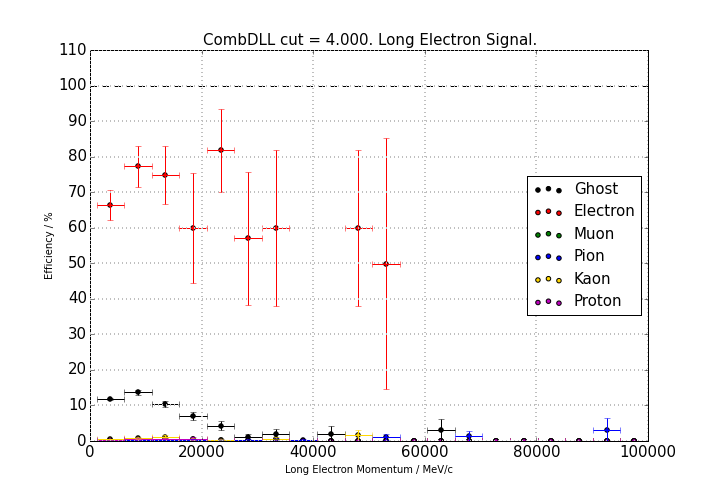 CombDLL cut = 4.000. Long Electron Signal.
110
100
90
80
70
60
50
40
30
20
10
0
Efficiency / %
Ghost
Electron
Muon
Pion
Kaon
Proton
0 20000 40000 60000 80000 100000
Long Electron Momentum / MeV/c